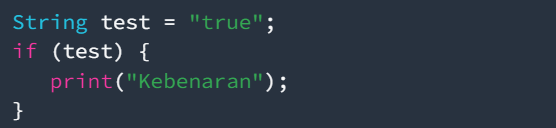 String test = "true";
if (test) {
   print("Kebenaran");
}